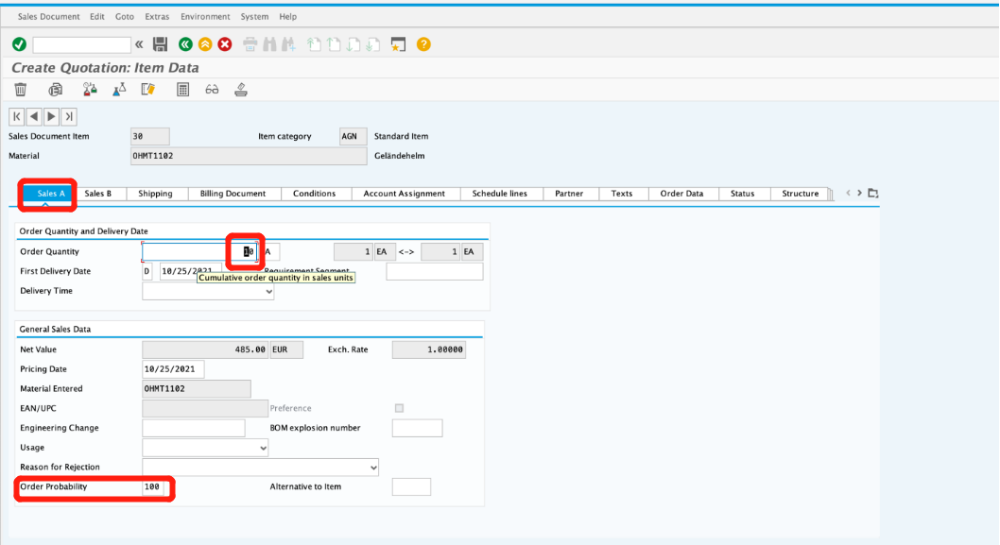 Sales Document Edit Goto Extras Environment System Help
Create Quotation: Item Data
Sales Document Item 30 Item category AGN Standard Item
Material OHMT1102 Geländehelm
Sales A Sales B Shipping Billing Document Conditions Account Assignment Schedule lines Partner Texts Order Data Status Structure
Order Quantity and Delivery Date
Order Quantity 10 A 1 EA <-> 1 EA
First Delivery Date D 10/25/2021 Requirement Segment
Cumulative order quantity in sales units
Delivery Time
General Sales Data
Net Value 485.00 EUR Exch. Rate 1.00000
Pricing Date 10/25/2021
Material Entered OHMT1102
EAN/UPC Preference
Engineering Change BOM explosion number
Usage
Reason for Rejection
Order Probability 100 Alternative to Item